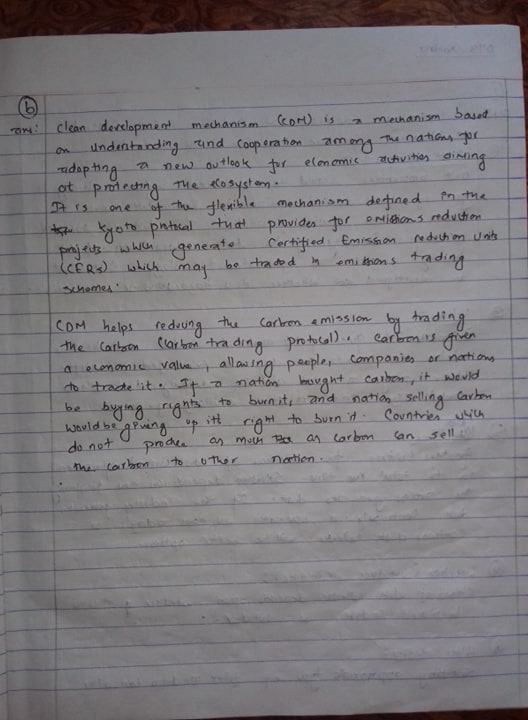 (b)
ans: Clean development mechanism (CDM) is a mechanism based
on understanding and cooperation among the nations for
adopting a new outlook for economic activities aiming
at protecting the ecosystem.
It is one of the flexible mechanism defined in the
Kyoto protocal that provides for emissions reduction
projects which generate Certified Emission reduction Units
(CERs) which may be traded in emissions trading
schemes.
CDM helps reducing the carbon emission by trading
the carbon (Carbon trading protocol). carbon is given
a economic value, allowing people, companies or nations
to trade it. If a nation bought carbon, it would
be buying rights to burn it, and nation selling carbon
would be giving up its right to burn it. Countries which
do not produce as much as carbon can sell
the carbon to other nation.